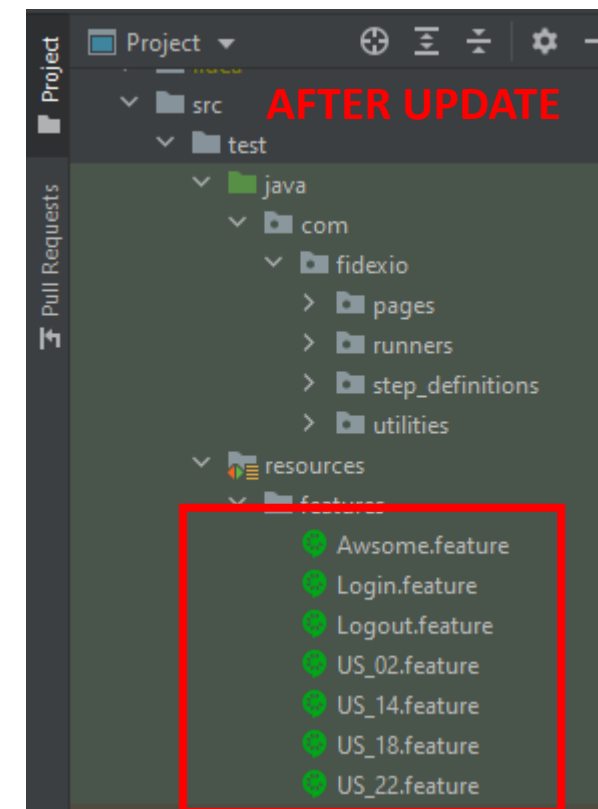 Project
Project
Pull Requests
src
AFTER UPDATE
test
java
com
fidexio
pages
runners
step_definitions
utilities
resources
features
Awsome.feature
Login.feature
Logout.feature
US_02.feature
US_14.feature
US_18.feature
US_22.feature